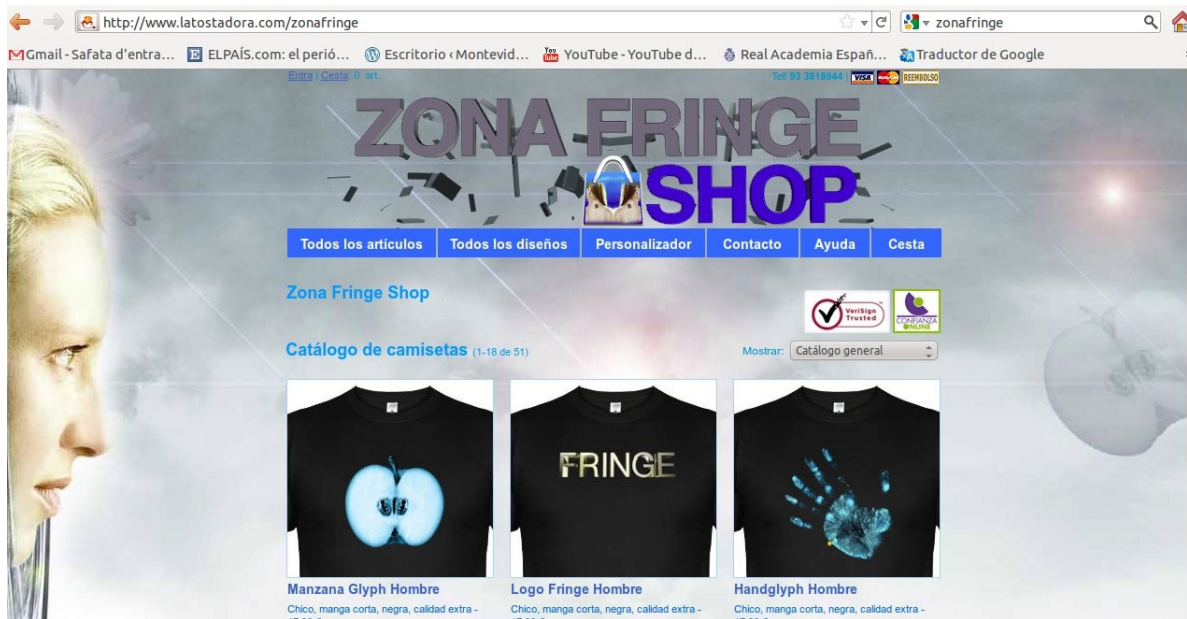 http://www.latostadora.com/zonafringe
zonafringe
Gmail - Safata d'entra... ELPAÍS.com: el perió... Escritorio ‹ Montevid... YouTube - YouTube d... Real Academia Españ... Traductor de Google
Entra | Cesta: 0 art.
Telf 93 3818944 | VISA REEMBOLSO
ZONA FRINGE
SHOP
Todos los artículos Todos los diseños Personalizador Contacto Ayuda Cesta
Zona Fringe Shop
VeriSign Trusted
CONFIANZA ONLINE
Catálogo de camisetas (1-18 de 51)
Mostrar: Catálogo general
FRINGE
Manzana Glyph Hombre Logo Fringe Hombre Handglyph Hombre
Chico, manga corta, negra, calidad extra - Chico, manga corta, negra, calidad extra - Chico, manga corta, negra, calidad extra -